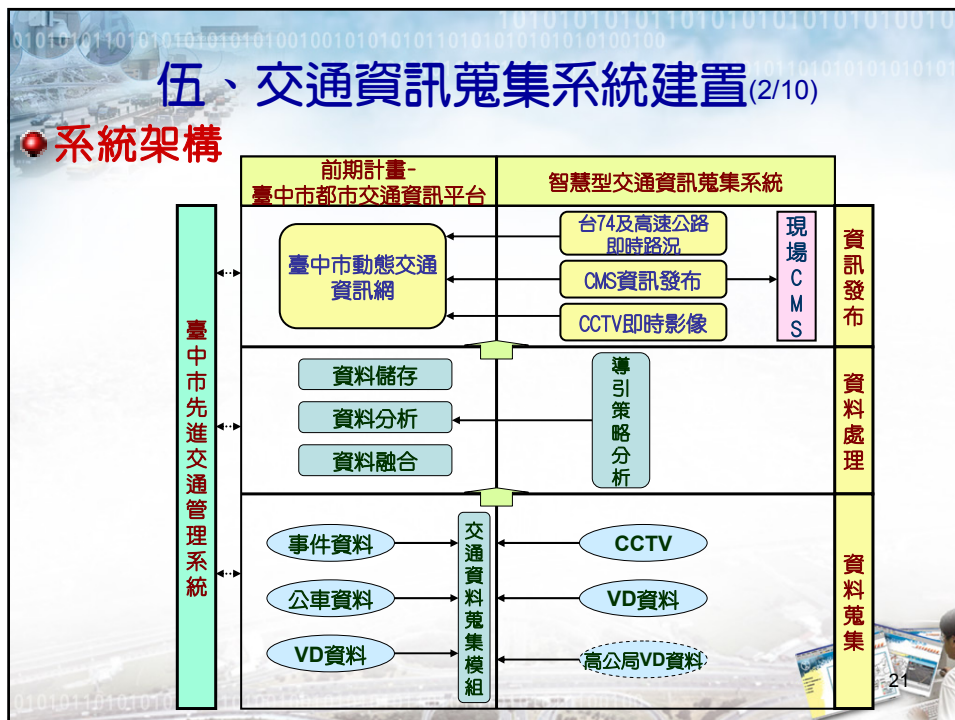 10101010110101010101001 0
010101011010101010101001001010101011010101010101010100100
伍、交通資訊蒐集系統建置(2/10)
系統架構
前期計畫-
臺中市都市交通資訊平台
智慧型交通資訊蒐集系統
臺中市先進交通管理系統
臺中市動態交通
資訊網
台74及高速公路
即時路況
CMS資訊發布
CCTV即時影像
現場CMS
資訊發布
資料儲存
資料分析
資料融合
導引策略分析
資料處理
事件資料
公車資料
VD資料
交通資料蒐集模組
CCTV
VD資料
高公局VD資料
資料蒐集
21